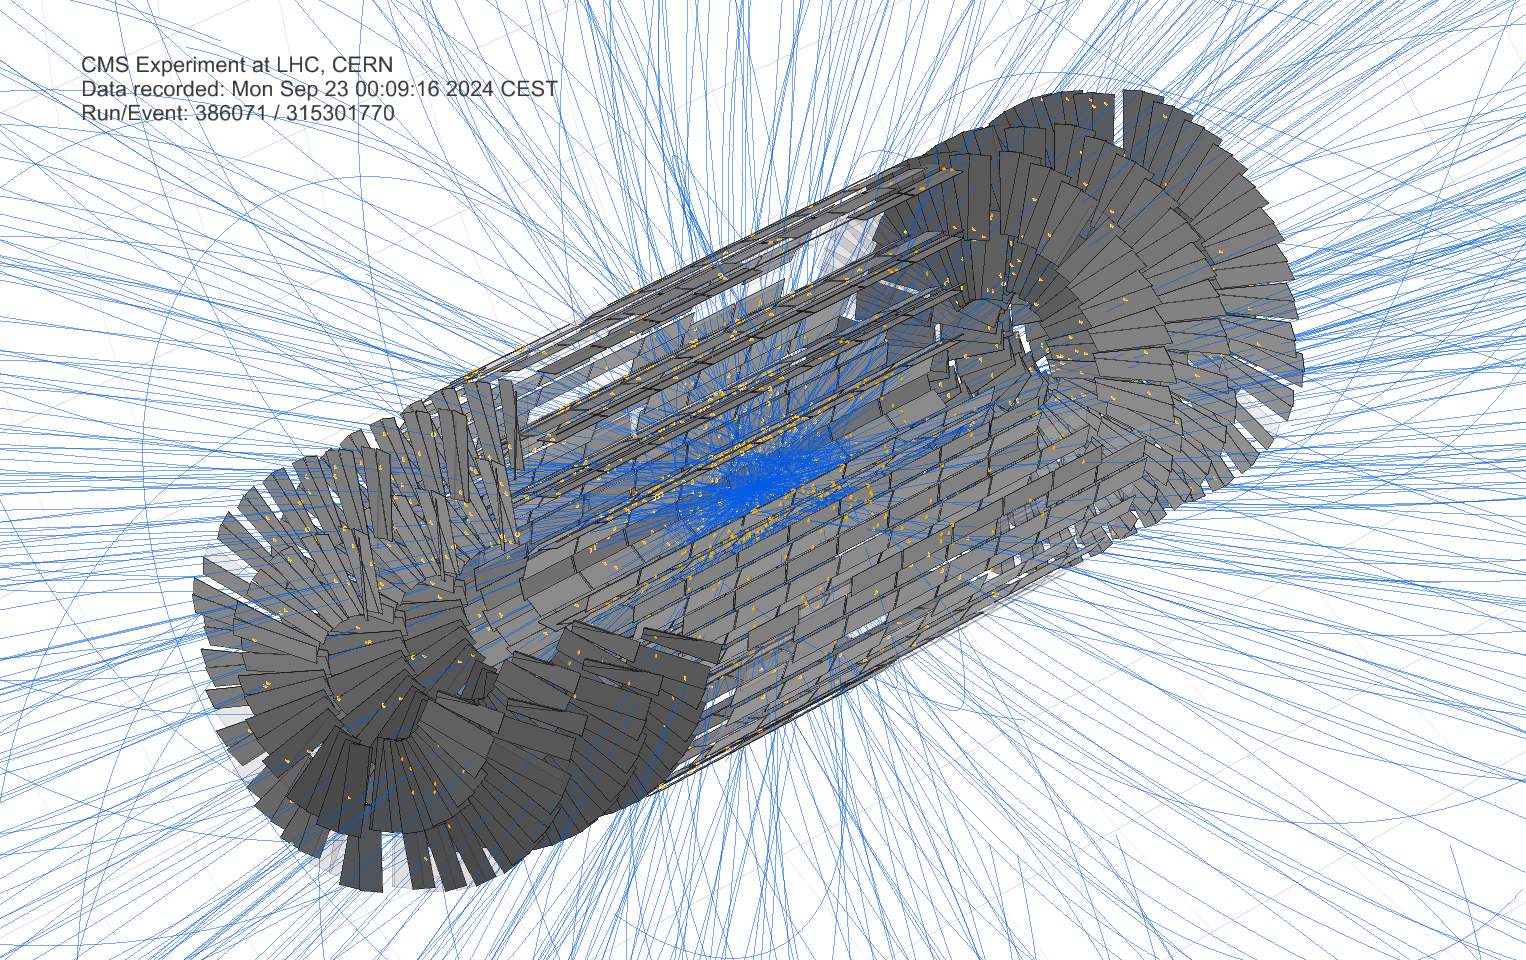 CMS Experiment at LHC, CERN
Data recorded: Mon Sep 23 00:09:16 2024 CEST
Run/Event: 386071 / 315301770